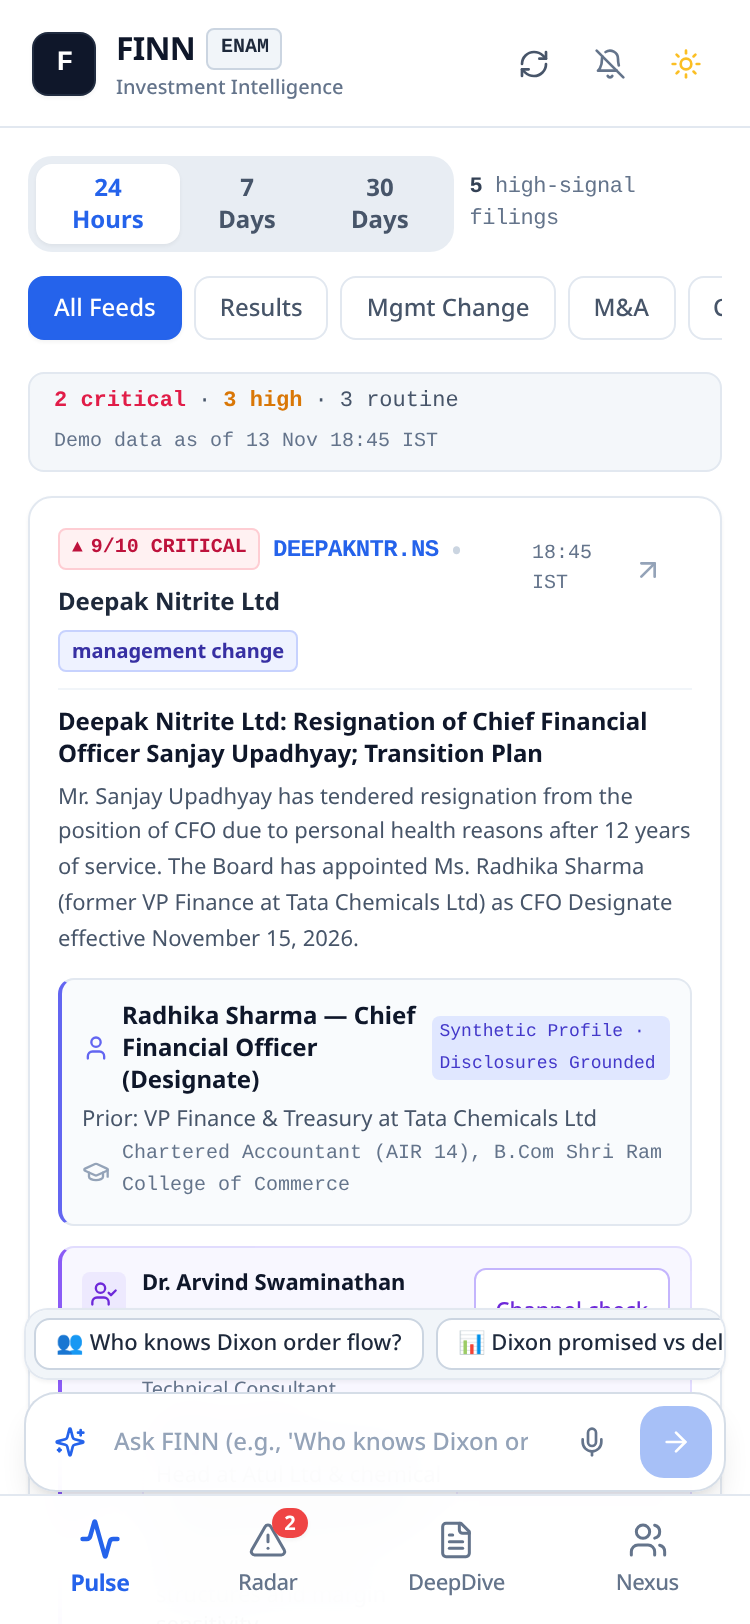 F
FINN ENAM
Investment Intelligence
24 Hours
7 Days
30 Days
5 high-signal
filings
All Feeds
Results
Mgmt Change
M&A
2 critical · 3 high · 3 routine
Demo data as of 13 Nov 18:45 IST
▲ 9/10 CRITICAL DEEPAKNTR.NS •
18:45
IST
Deepak Nitrite Ltd
management change
Deepak Nitrite Ltd: Resignation of Chief Financial
Officer Sanjay Upadhyay; Transition Plan
Mr. Sanjay Upadhyay has tendered resignation from the
position of CFO due to personal health reasons after 12 years
of service. The Board has appointed Ms. Radhika Sharma
(former VP Finance at Tata Chemicals Ltd) as CFO Designate
effective November 15, 2026.
Radhika Sharma — Chief
Financial Officer
(Designate)
Synthetic Profile ·
Disclosures Grounded
Prior: VP Finance & Treasury at Tata Chemicals Ltd
Chartered Accountant (AIR 14), B.Com Shri Ram
College of Commerce
Dr. Arvind Swaminathan
Channel check
👥 Who knows Dixon order flow?
📊 Dixon promised vs del
Technical Consultant
Ask FINN (e.g., 'Who knows Dixon or
Pulse
2
Radar
DeepDive
Nexus